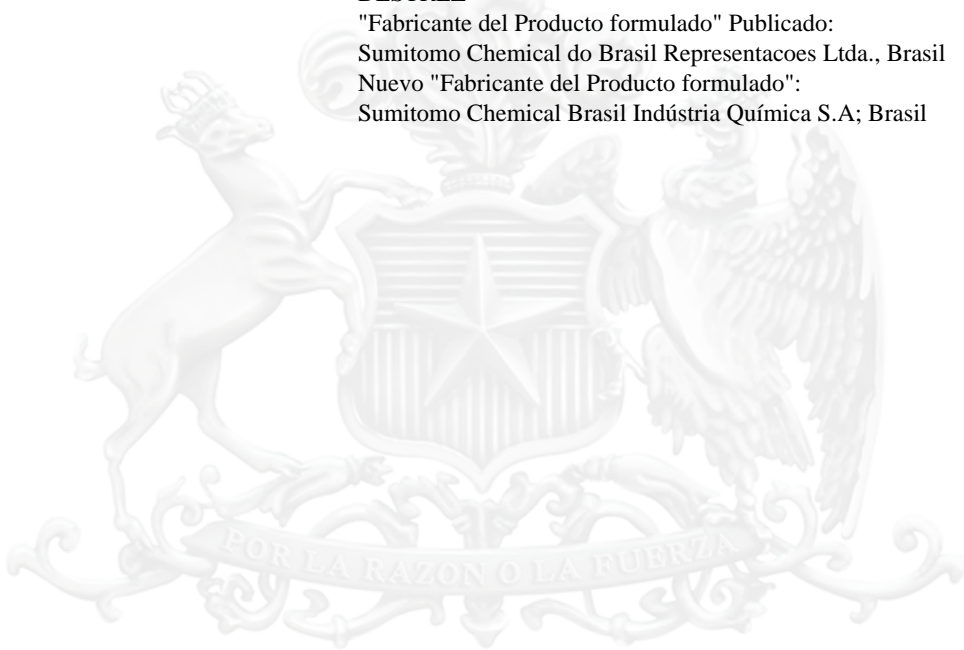 "Fabricante del Producto formulado" Publicado:
Sumitomo Chemical do Brasil Representacoes Ltda., Brasil
Nuevo "Fabricante del Producto formulado":
Sumitomo Chemical Brasil Indústria Química S.A; Brasil
POR LA RAZON O LA FUERZA